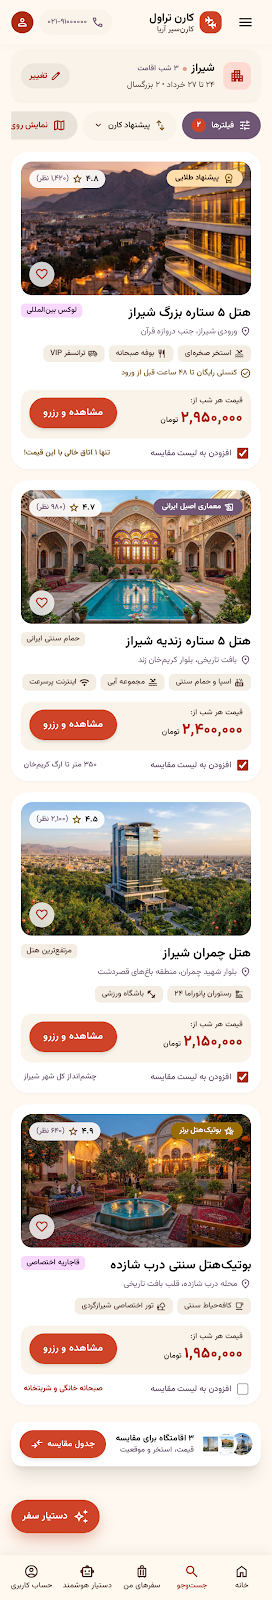 کارن تراول
کارن‌سیر آریا
۰۲۱-۹۱۰۰۰۰۰۰
شیراز • ۳ شب اقامت
۲۴ تا ۲۷ خرداد • ۲ بزرگسال
تغییر
فیلترها ۲
پیشنهاد کارن
نمایش روی
پیشنهاد طلایی
۴.۸ (۱,۴۲۰ نظر)
هتل ۵ ستاره بزرگ شیراز
لوکس بین‌المللی
ورودی شیراز، جنب دروازه قرآن
استخر صخره‌ای
بوفه صبحانه
ترانسفر VIP
کنسلی رایگان تا ۴۸ ساعت قبل از ورود
قیمت هر شب از:
۲,۹۵۰,۰۰۰ تومان
مشاهده و رزرو
افزودن به لیست مقایسه
تنها ۱ اتاق خالی با این قیمت!
معماری اصیل ایرانی
۴.۷ (۹۸۰ نظر)
هتل ۵ ستاره زندیه شیراز
حمام سنتی ایرانی
بافت تاریخی، بلوار کریم‌خان زند
اسپا و حمام سنتی
مجموعه آبی
اینترنت پرسرعت
قیمت هر شب از:
۲,۴۰۰,۰۰۰ تومان
مشاهده و رزرو
افزودن به لیست مقایسه
۳۵۰ متر تا ارگ کریم‌خان
۴.۵ (۲,۱۰۰ نظر)
هتل چمران شیراز
مرتفع‌ترین هتل
بلوار شهید چمران، منطقه باغ‌های قصردشت
رستوران پانوراما ۲۴
باشگاه ورزشی
قیمت هر شب از:
۲,۱۵۰,۰۰۰ تومان
مشاهده و رزرو
افزودن به لیست مقایسه
چشم‌انداز کل شهر شیراز
بوتیک‌هتل برتر
۴.۹ (۶۴۰ نظر)
بوتیک‌هتل سنتی درب شازده
قاجاریه اختصاصی
محله درب شازده، قلب بافت تاریخی
کافه‌حیاط سنتی
تور اختصاصی شیرازگردی
قیمت هر شب از:
۱,۹۵۰,۰۰۰ تومان
مشاهده و رزرو
افزودن به لیست مقایسه
صبحانه خانگی و شربتخانه
۳ اقامتگاه برای مقایسه
قیمت، استخر و موقعیت
جدول مقایسه
دستیار سفر
خانه
جست‌وجو
سفرهای من
دستیار هوشمند
حساب کاربری